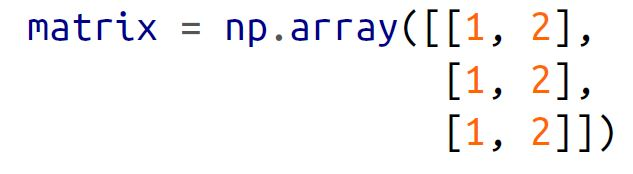 matrix = np.array([[1, 2],
[1, 2],
[1, 2]])